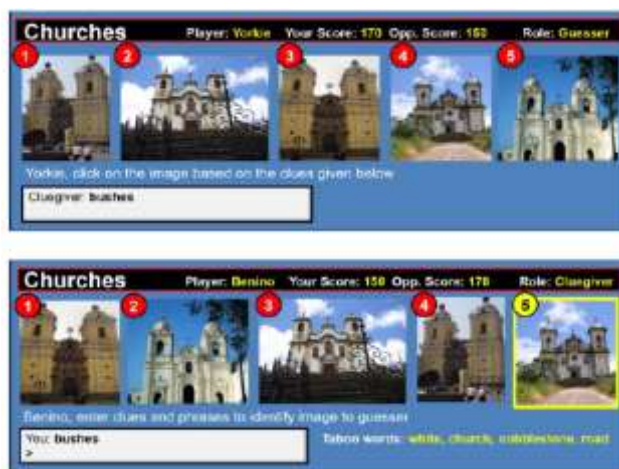 Churches Player: Yorkie Your Score: 170 Opp. Score: 150 Role: Guesser
1 2 3 4 5
Yorkie, click on the image based on the clues given below
Cluegiver: bushes
Churches Player: Benino Your Score: 150 Opp. Score: 170 Role: Cluegiver
1 2 3 4 5
Benino, enter clues and phrases to identify image to guesser
You: bushes Taboo words: white, church, cobblestone, road
>